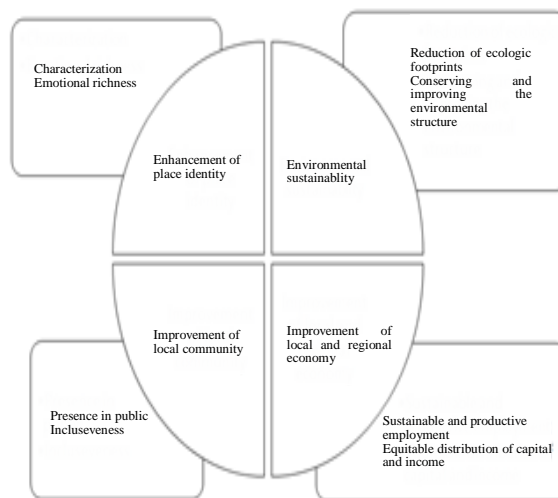 Characterization
Emotional richness
Reduction of ecologic
footprints
Conserving and
improving the
environmental
structure
Enhancement of
place identity
Environmental
sustainablity
Improvement of
local community
Improvement of
local and regional
economy
Presence in public
Incluseveness
Sustainable and productive
employment
Equitable distribution of capital
and income